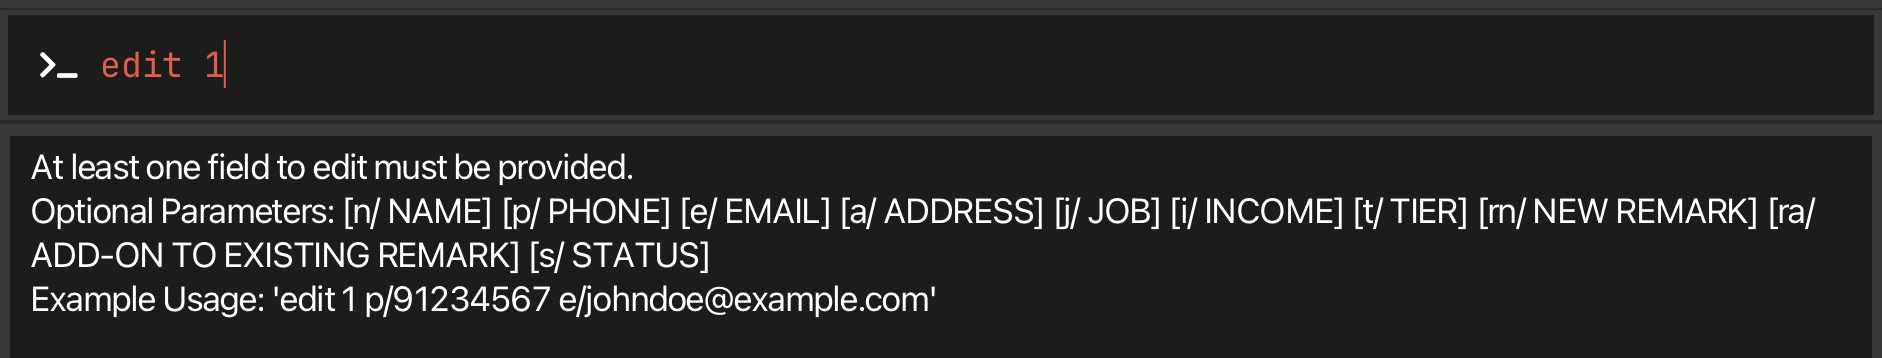 >_ edit 1
At least one field to edit must be provided.
Optional Parameters: [n/ NAME] [p/ PHONE] [e/ EMAIL] [a/ ADDRESS] [j/ JOB] [i/ INCOME] [t/ TIER] [rn/ NEW REMARK] [ra/
ADD-ON TO EXISTING REMARK] [s/ STATUS]
Example Usage: 'edit 1 p/91234567 e/johndoe@example.com'